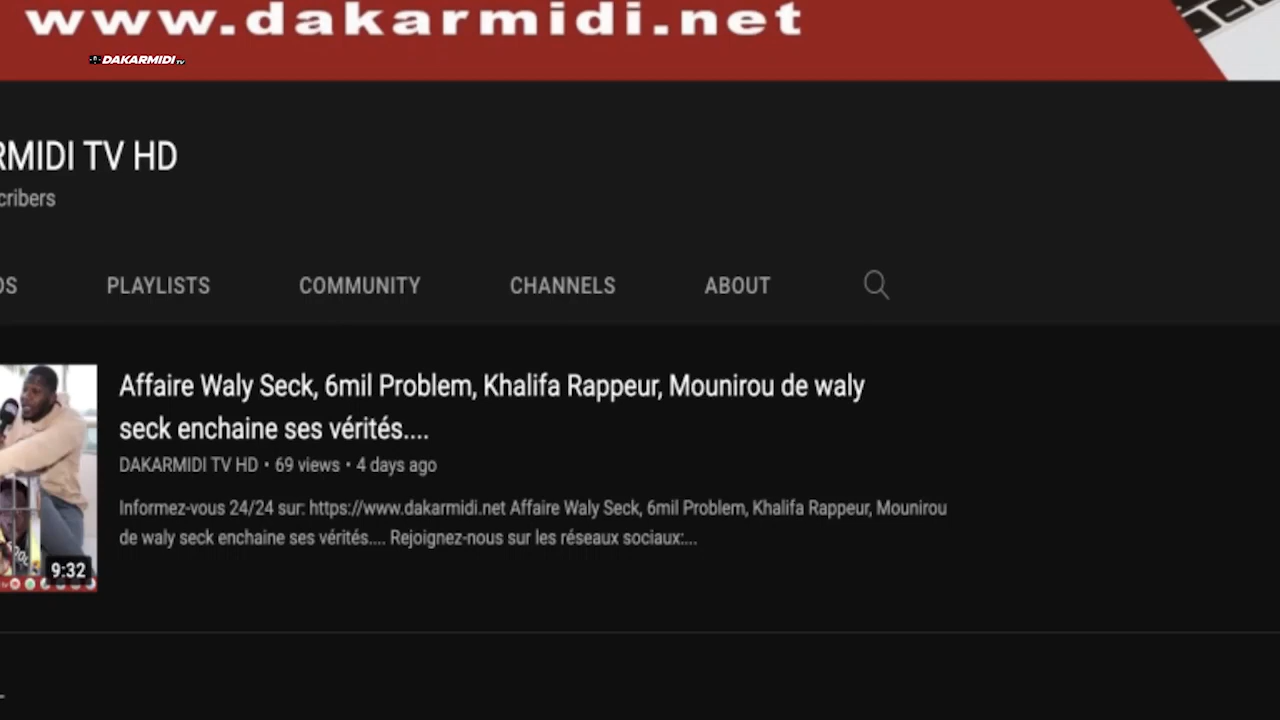 www.dakarmidi.net
DAKARMIDI TV
RMIDI TV HD
cribers
OS PLAYLISTS COMMUNITY CHANNELS ABOUT
Affaire Waly Seck, 6mil Problem, Khalifa Rappeur, Mounirou de waly
seck enchaine ses vérités....
DAKARMIDI TV HD • 69 views • 4 days ago
Informez-vous 24/24 sur: https://www.dakarmidi.net Affaire Waly Seck, 6mil Problem, Khalifa Rappeur, Mounirou
de waly seck enchaine ses vérités.... Rejoignez-nous sur les réseaux sociaux:...
9:32